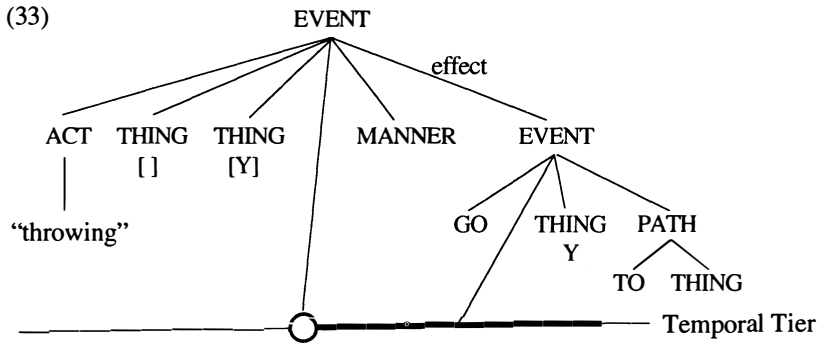 (33) EVENT
effect
ACT THING THING MANNER EVENT
[ ] [Y]
"throwing" GO THING PATH
Y
TO THING
Temporal Tier